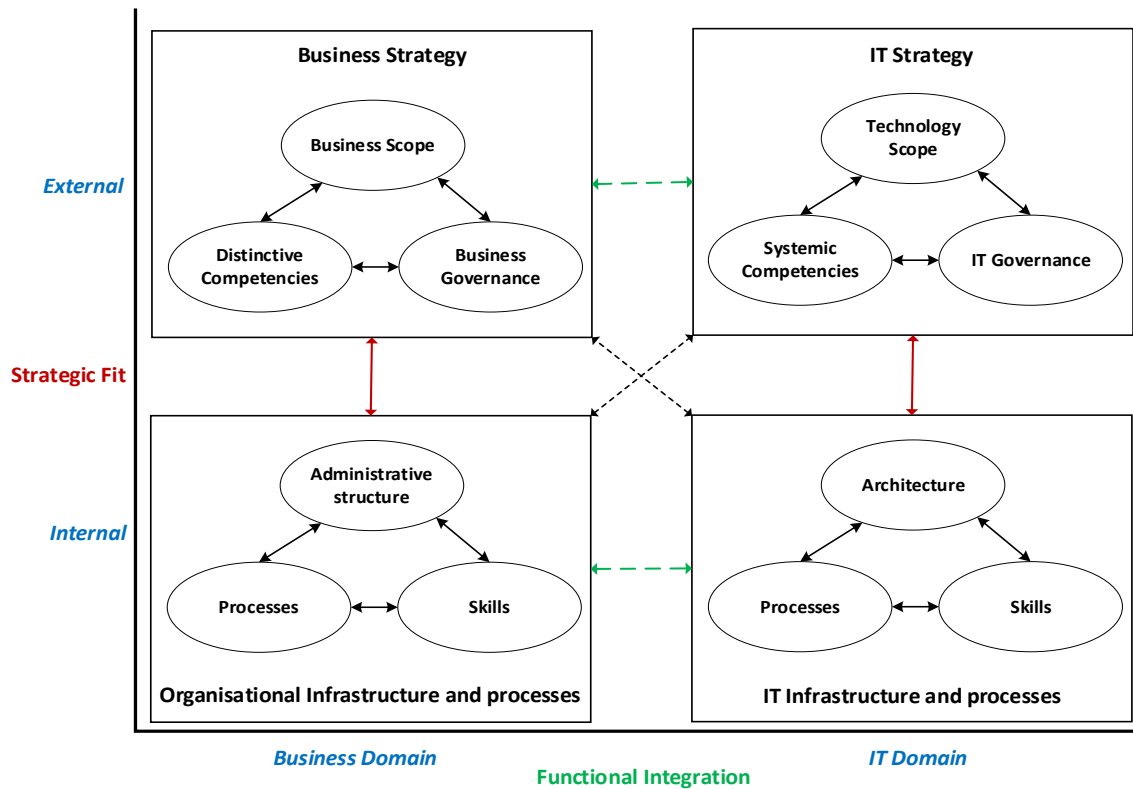 Business Strategy
IT Strategy
Business Scope
Technology
Scope
External
Distinctive
Competencies
Business
Governance
Systemic
Competencies
IT Governance
Strategic Fit
Administrative
structure
Architecture
Internal
Processes
Skills
Processes
Skills
Organisational Infrastructure and processes
IT Infrastructure and processes
Business Domain
IT Domain
Functional Integration